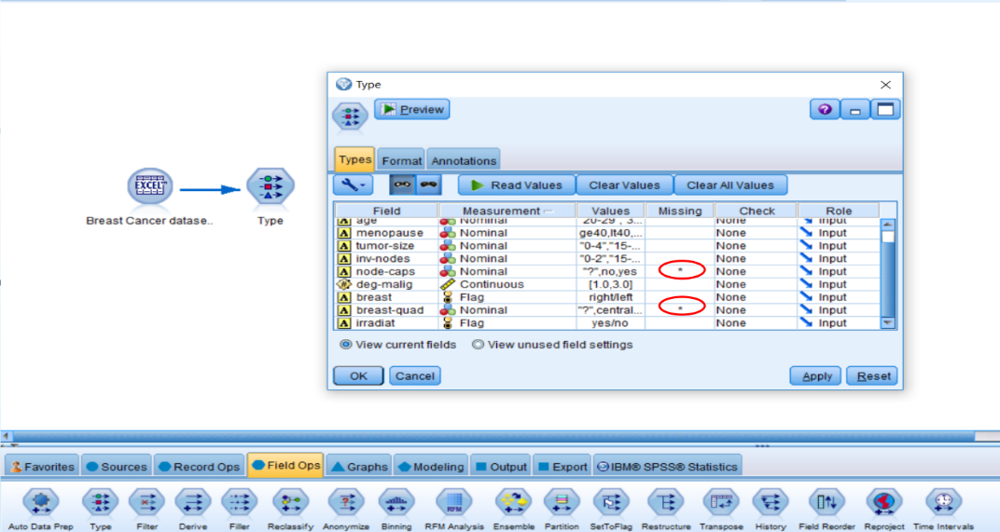 Type
Preview
Types Format Annotations
Read Values Clear Values Clear All Values
Field Measurement Values Missing Check Role
age Nominal "20-29", 3... None Input
menopause Nominal ge40,lt40,... None Input
tumor-size Nominal "0-4","15-... None Input
inv-nodes Nominal "0-2","15-... None Input
node-caps Nominal "?",no,yes * None Input
deg-malig Continuous [1.0,3.0] None Input
breast Flag right/left None Input
breast-quad Nominal "?",central... * None Input
irradiat Flag yes/no None Input
View current fields View unused field settings
OK Cancel Apply Reset
EXCEL
Breast Cancer datase.. Type
Favorites Sources Record Ops Field Ops Graphs Modeling Output Export IBM® SPSS® Statistics
RFM
Auto Data Prep Type Filter Derive Filler Reclassify Anonymize Binning RFM Analysis Ensemble Partition SetToFlag Restructure Transpose History Field Reorder Reproject Time Intervals